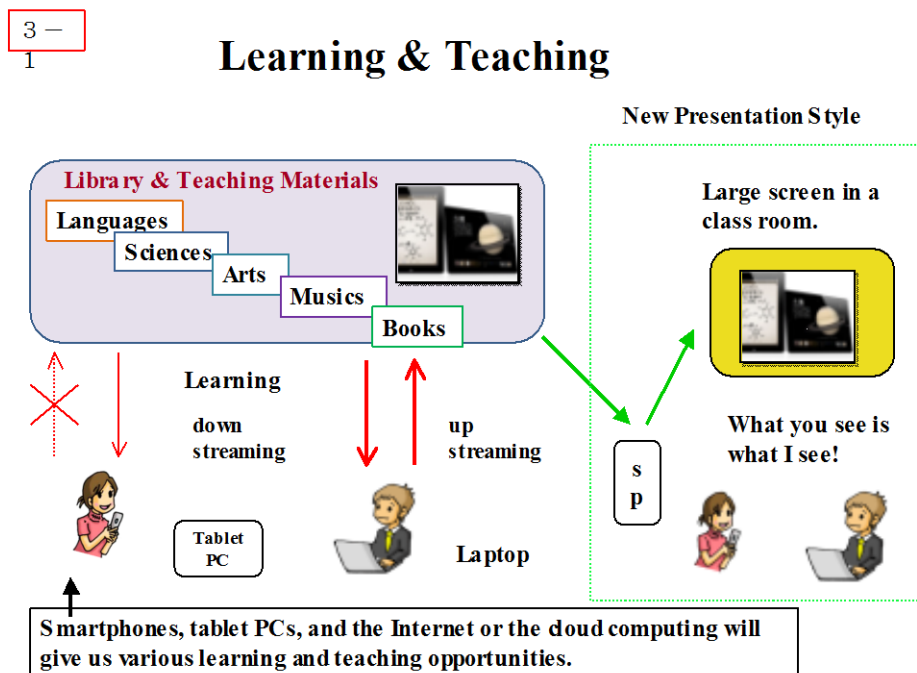 3－
1
Learning & Teaching
New Presentation Style
Library & Teaching Materials
Languages
Sciences
Arts
Musics
Books
Large screen in a
class room.
Learning
down
streaming
up
streaming
What you see is
what I see!
s
p
Tablet
PC
Laptop
Smartphones, tablet PCs, and the Internet or the cloud computing will
give us various learning and teaching opportunities.